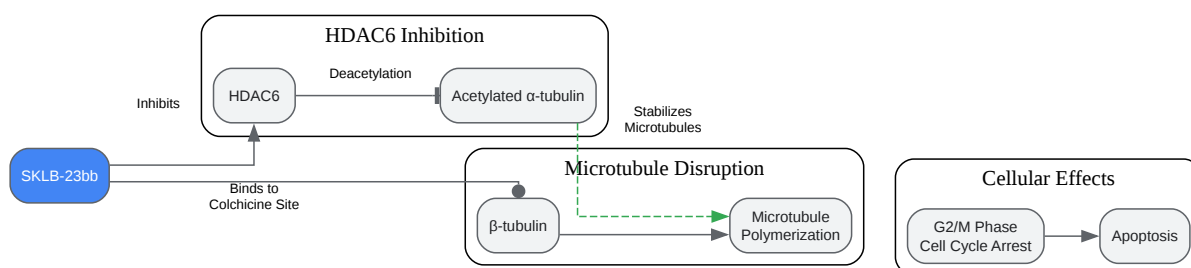 HDAC6 Inhibition
Deacetylation
HDAC6
Acetylated α-tubulin
Inhibits
Stabilizes
Microtubules
SKLB-23bb
Binds to
Colchicine Site
Microtubule Disruption
β-tubulin
Microtubule
Polymerization
Cellular Effects
G2/M Phase
Cell Cycle Arrest
Apoptosis